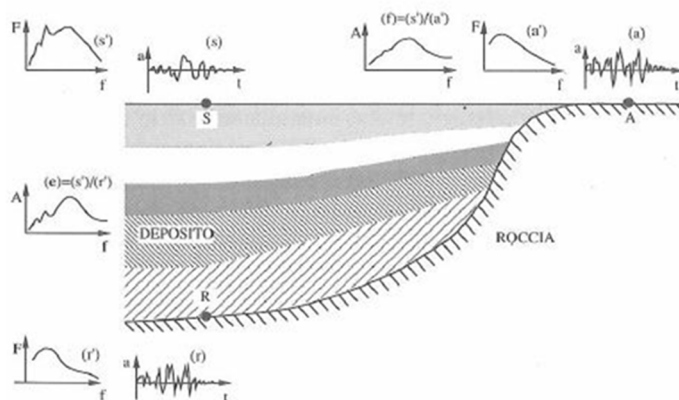 F
(s')
f
a
(s)
t
A
(f)=(s')/(a')
f
F
(a')
f
a
(a)
t
S
A
(e)=(s')/(r')
A
f
DEPOSITO
ROCCIA
R
F
(r')
f
a
(r)
t